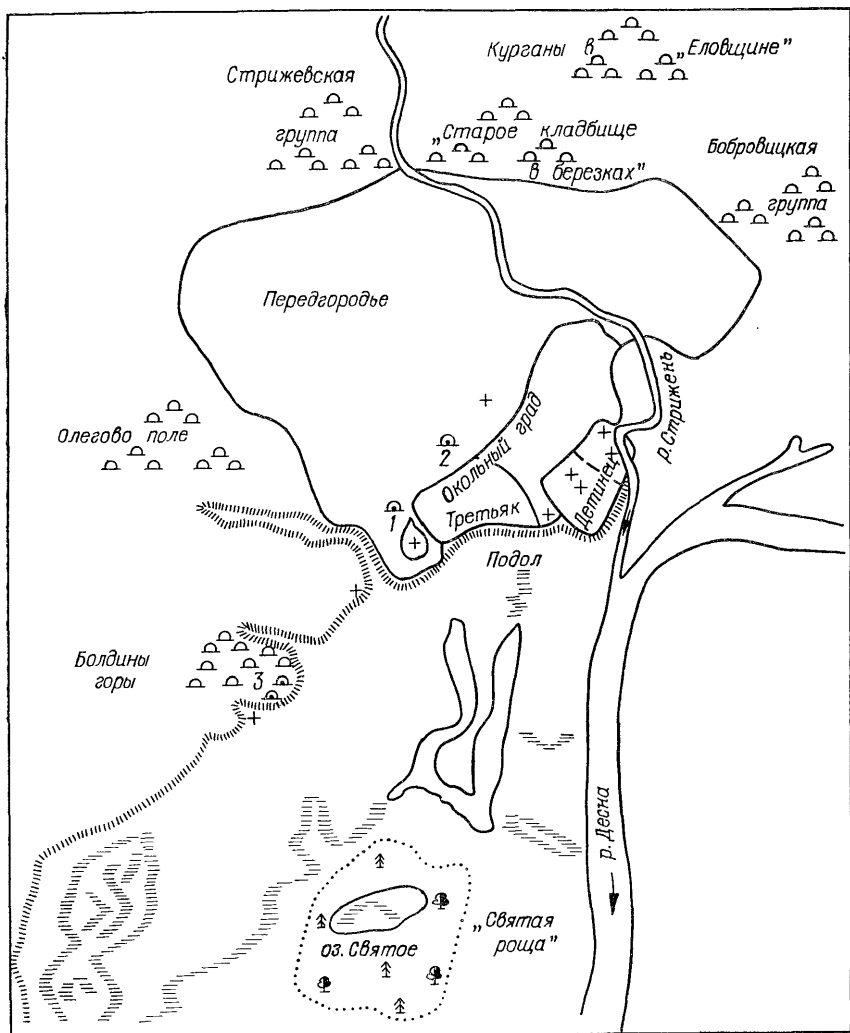 Курганы в
„Еловщине"
Стрижевская
группа
„Старое кладбище
в березках"
Бобровицкая
группа
Передгородье
Олегово поле
2
Окольный град
р. Стрижень
1
Третьяк
Детинец
Подол
Болдины
горы
3
р. Десна
„Святая
роща"
оз. Святое